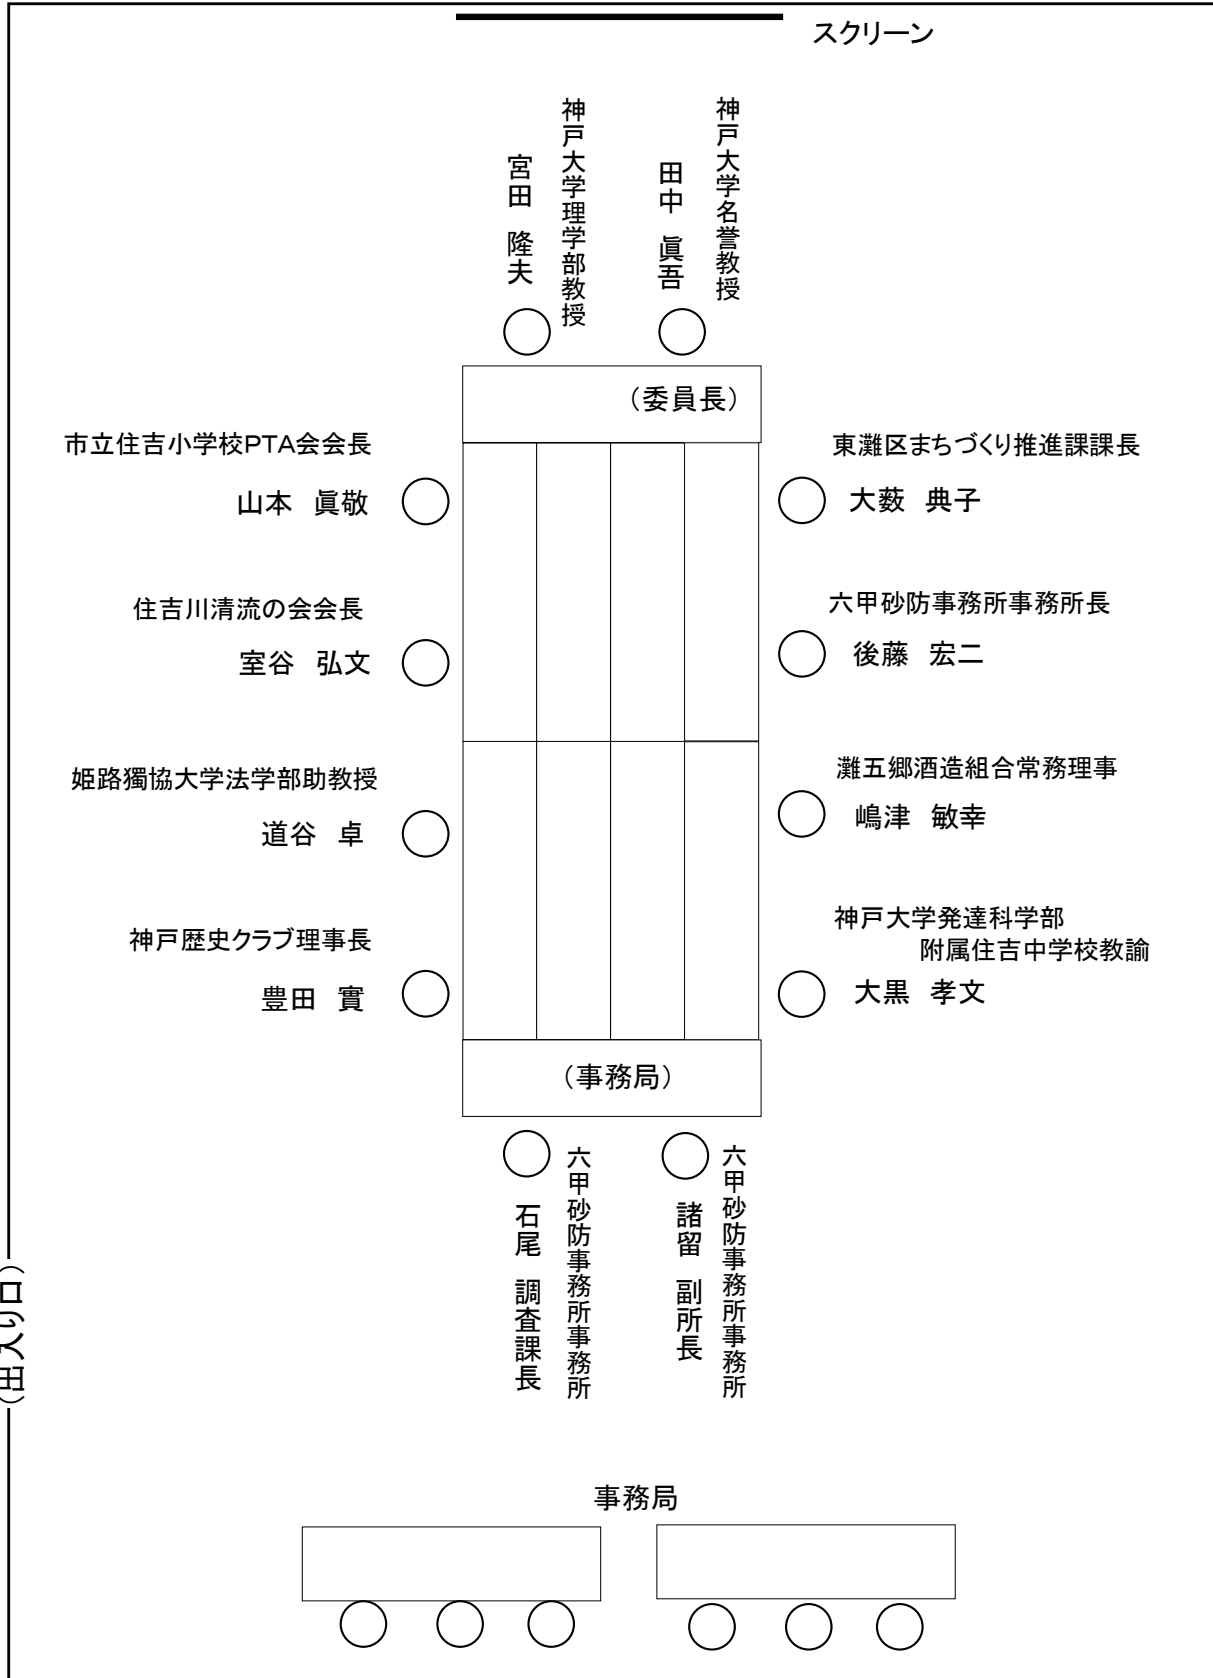 スクリーン
神戸大学名誉教授
田中 眞吾
神戸大学理学部教授
宮田 隆夫
（委員長）
市立住吉小学校PTA会会長
山本 眞敬
住吉川清流の会会長
室谷 弘文
姫路獨協大学法学部助教授
道谷 卓
神戸歴史クラブ理事長
豊田 實
東灘区まちづくり推進課課長
大薮 典子
六甲砂防事務所事務所長
後藤 宏二
灘五郷酒造組合常務理事
嶋津 敏幸
神戸大学発達科学部
附属住吉中学校教諭
大黒 孝文
（事務局）
六甲砂防事務所事務所
諸留 副所長
六甲砂防事務所事務所
石尾 調査課長
（出入り口）
事務局